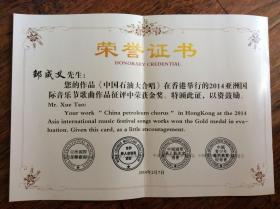 荣誉证书
HONORARY CREDENTIAL
邹成义先生：
您的作品《中国石油大合唱》在香港举行的2014亚洲国
际音乐节歌曲作品征评中荣获金奖。特颁此证，以资鼓励。
Mr. Xue Tao:
Your work " China petroleum chorus " in HongKong at the 2014
Asia international music festival songs works won the Gold medal in eva-
luation. Given this card, as a little encouragement.